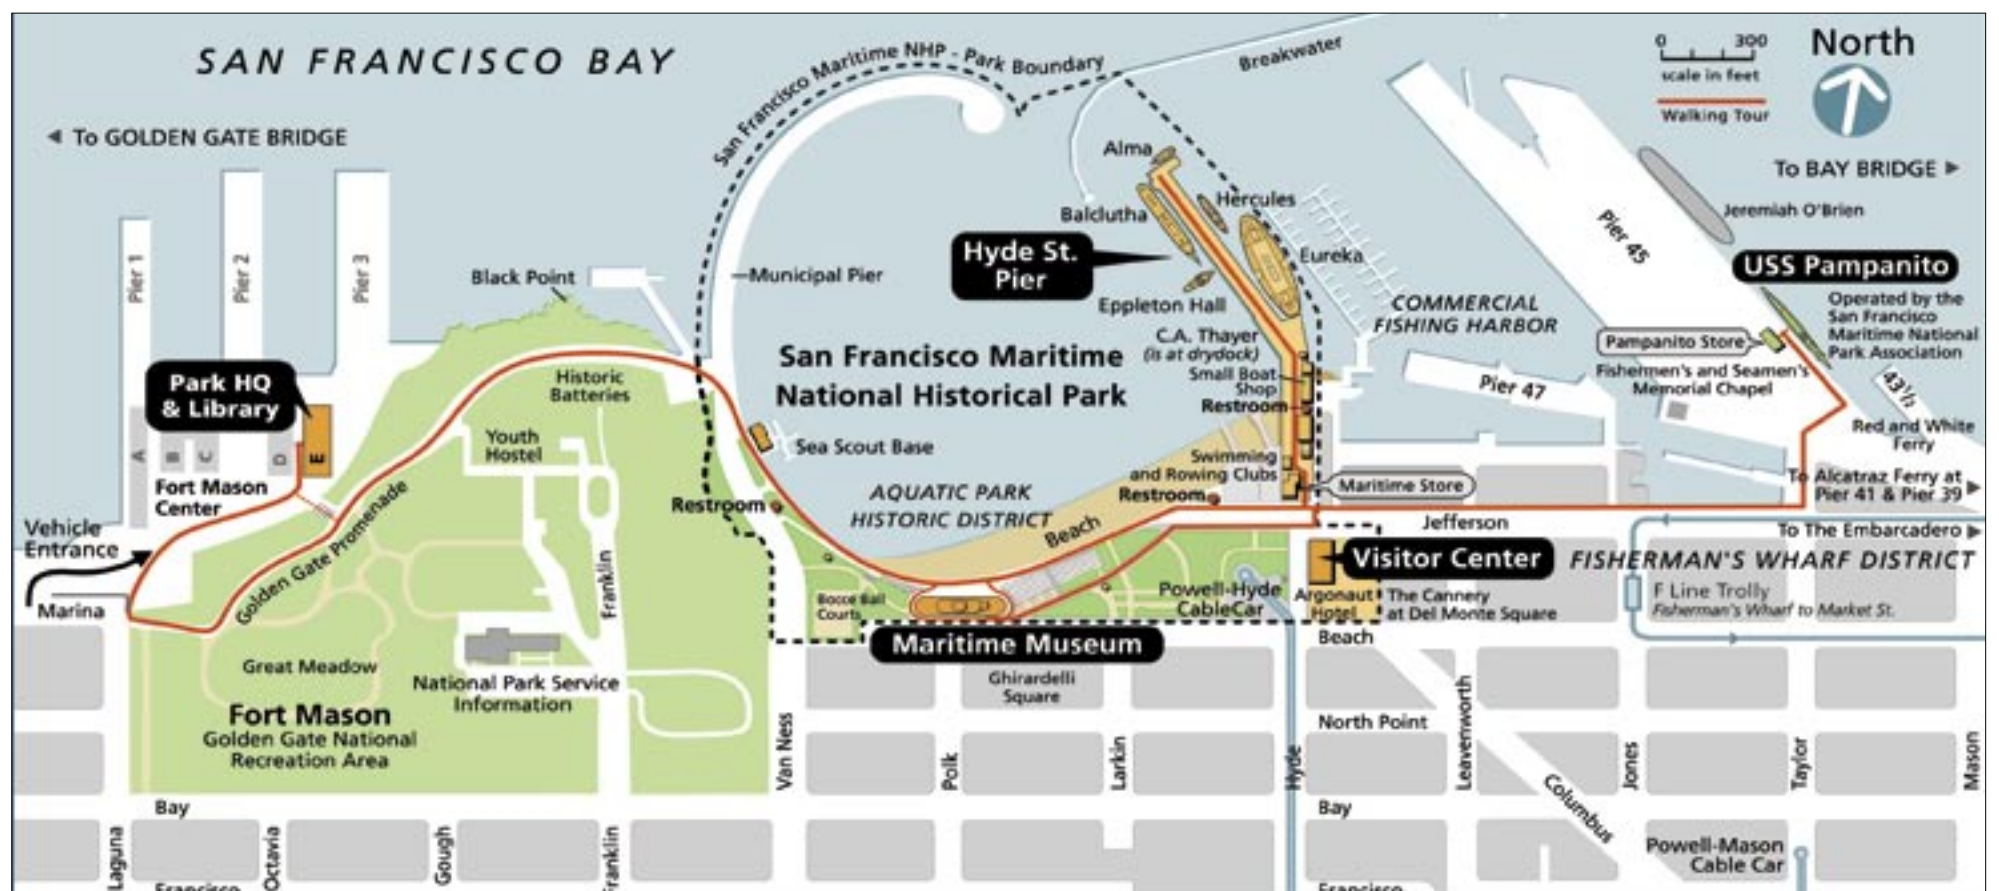 SAN FRANCISCO BAY
San Francisco Maritime NHP - Park Boundary
Breakwater
0 300
scale in feet
Walking Tour
North
To GOLDEN GATE BRIDGE
To BAY BRIDGE
Alma
Hercules
Balclutha
Jeremiah O'Brien
Pier 1
Pier 2
Pier 3
Black Point
Municipal Pier
Hyde St.
Pier
Eureka
Eppleton Hall
Pier 45
USS Pampanito
Operated by the
San Francisco
Maritime National
Park Association
COMMERCIAL
FISHING HARBOR
Pampanito Store
C.A. Thayer
(is at drydock)
Small Boat
Shop
Restroom
San Francisco Maritime
National Historical Park
Pier 47
Fishermen's and Seamen's
Memorial Chapel
43½
Red and White
Ferry
Park HQ
& Library
Historic
Batteries
Youth
Hostel
Sea Scout Base
A
B
C
D
E
Fort Mason
Center
Swimming
and Rowing Clubs
Restroom
Maritime Store
To Alcatraz Ferry at
Pier 41 & Pier 39
Restroom
AQUATIC PARK
HISTORIC DISTRICT
Beach
Jefferson
To The Embarcadero
Vehicle
Entrance
Marina
Golden Gate Promenade
Franklin
Visitor Center
FISHERMAN'S WHARF DISTRICT
Bocce Ball
Courts
Powell-Hyde
CableCar
Argonaut
Hotel
The Cannery
at Del Monte Square
F Line Trolly
Fisherman's Wharf to Market St.
Maritime Museum
Beach
Great Meadow
National Park Service
Information
Ghirardelli
Square
Fort Mason
Golden Gate National
Recreation Area
North Point
Van Ness
Polk
Larkin
Hyde
Leavenworth
Jones
Taylor
Mason
Columbus
Bay
Bay
Laguna
Octavia
Gough
Franklin
Powell-Mason
Cable Car
Francisco
Francisco